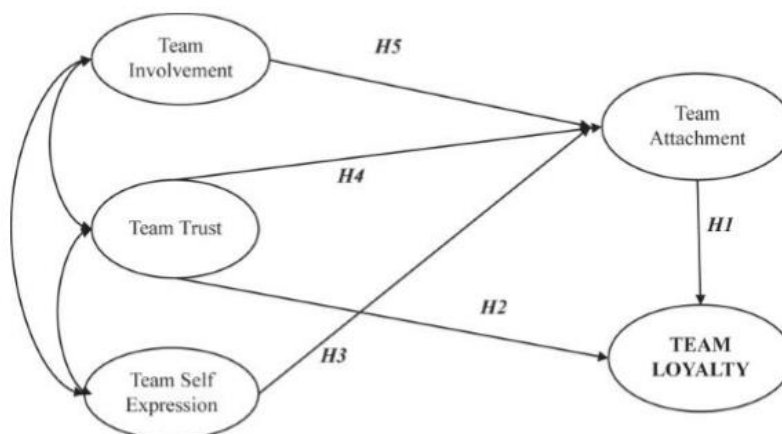 Team
Involvement
H5
Team
Attachment
H4
Team Trust
H1
H2
H3
TEAM
LOYALTY
Team Self
Expression